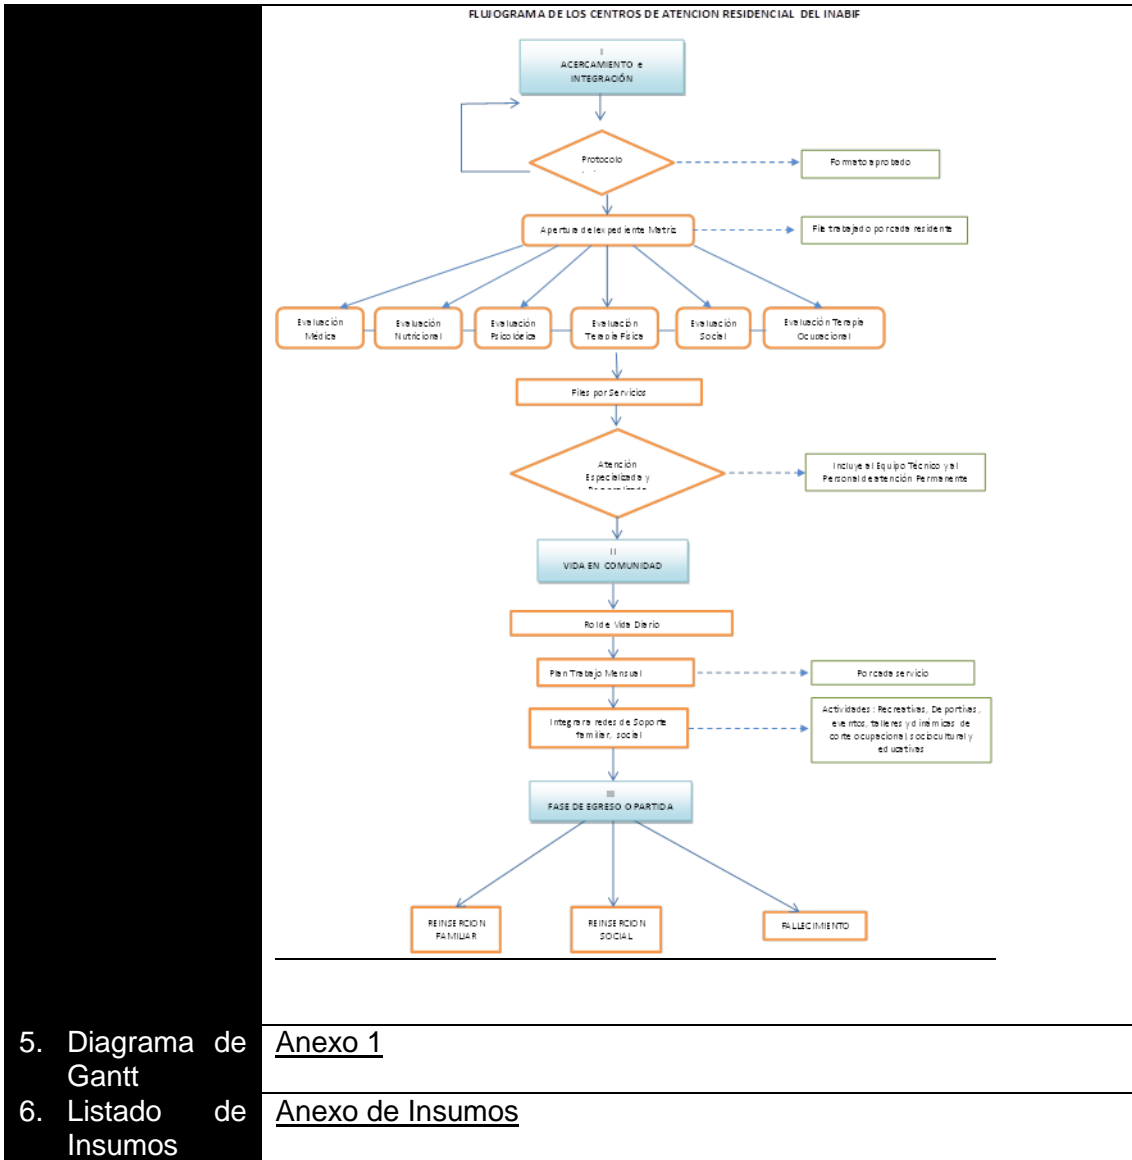 FLUJOGRAMA DE LOS CENTROS DE ATENCION RESIDENCIAL DEL INABIF
I
ACERCAMIENTO e
INTEGRACIÓN
Protocolo
Formato aprobado
Apertura del expediente Matriz
File trabajado por cada residente
Evaluación
Médica
Evaluación
Nutricional
Evaluación
Psicológica
Evaluación
Terapia Física
Evaluación
Social
Evaluación Terapia
Ocupacional
Files por Servicios
Atención
Especializada y
Incluye al Equipo Técnico y al
Personal de atención Permanente
II
VIDA EN COMUNIDAD
Rol de Vida Diario
Plan Trabajo Mensual
Por cada servicio
Integrar a redes de Soporte
familiar, social
Actividades : Recreativas, Deportivas,
eventos, talleres y dinámicas de
corte ocupacional, sociocultural y
educativas
III
FASE DE EGRESO O PARTIDA
REINSERCION
FAMILIAR
REINSERCION
SOCIAL
FALLECIMIENTO
5. Diagrama de
Gantt
Anexo 1
6. Listado de
Insumos
Anexo de Insumos